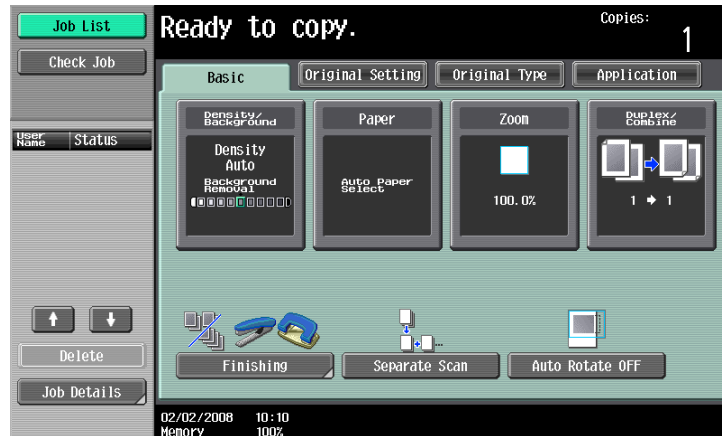 Job List
Check Job
User Name
Status
Delete
Job Details
Ready to copy.
Copies:
1
Basic
Original Setting
Original Type
Application
Density/
Background
Density
Auto
Background
Removal
Paper
Auto Paper
Select
Zoom
100.0%
Duplex/
Combine
1 → 1
Finishing
Separate Scan
Auto Rotate OFF
02/02/2008 10:10
Memory 100%